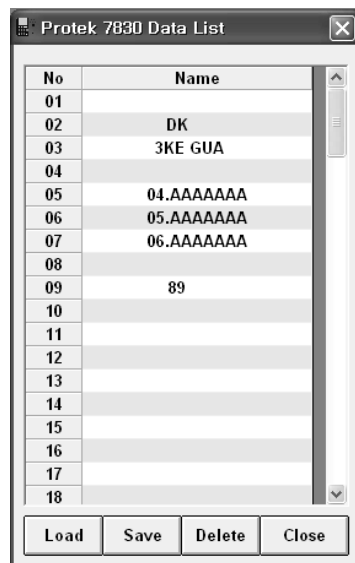 Protek 7830 Data List
No Name
01
02 DK
03 3KE GUA
04
05 04.AAAAAAA
06 05.AAAAAAA
07 06.AAAAAAA
08
09 89
10
11
12
13
14
15
16
17
18
Load Save Delete Close